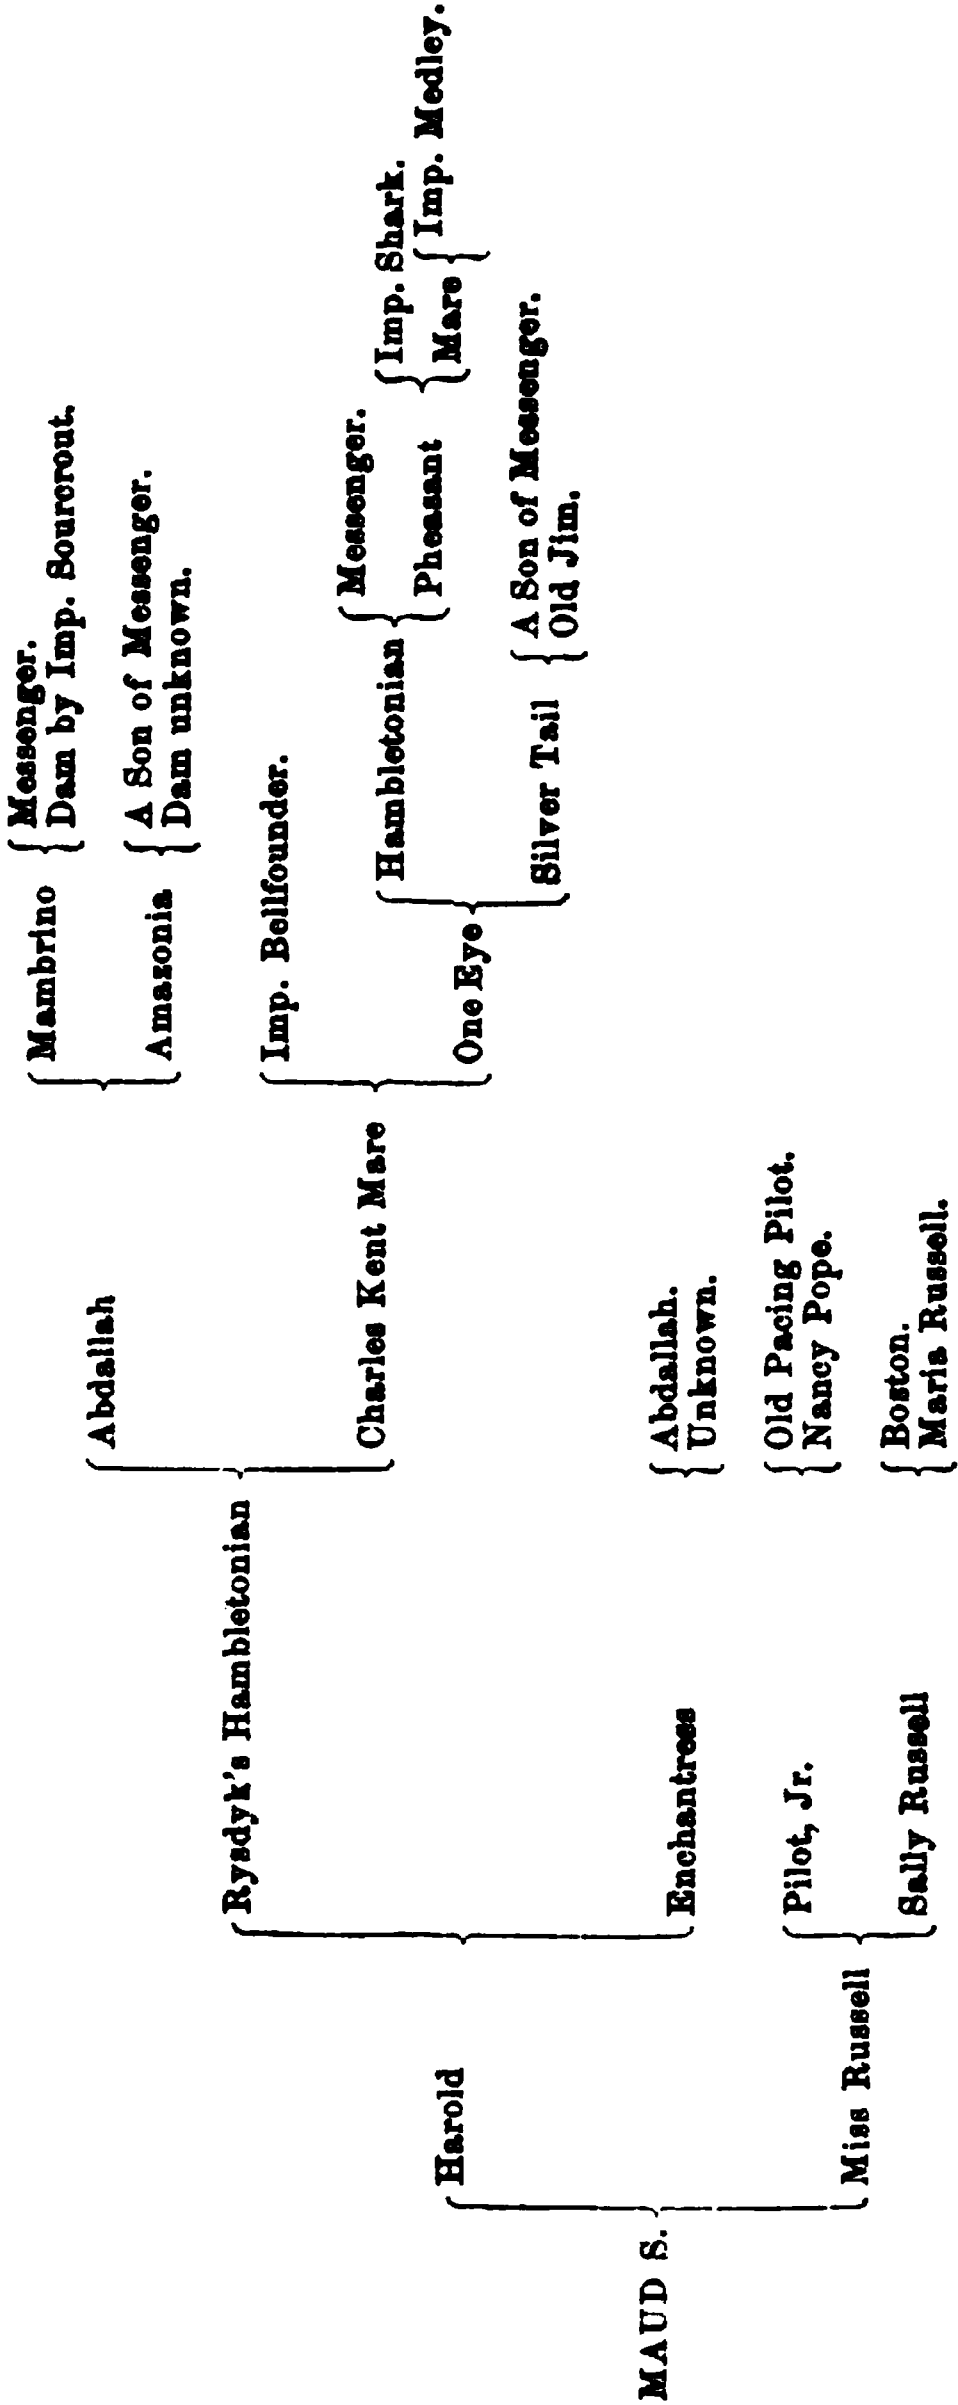 Messenger.
Mambrino
Dam by Imp. Sourcrout.
Abdallah
A Son of Messenger.
Amazonia
Dam unknown.
Rysdyk's Hambletonian
Imp. Bellfounder.
Charles Kent Mare
Messenger.
Hambletonian
Imp. Shark.
Pheasant
Mare
Imp. Medley.
One Eye
A Son of Messenger.
Silver Tail
Old Jim.
Harold
Abdallah.
Enchantress
Unknown.
MAUD S.
Old Pacing Pilot.
Pilot, Jr.
Nancy Pope.
Miss Russell
Boston.
Sally Russell
Maria Russell.